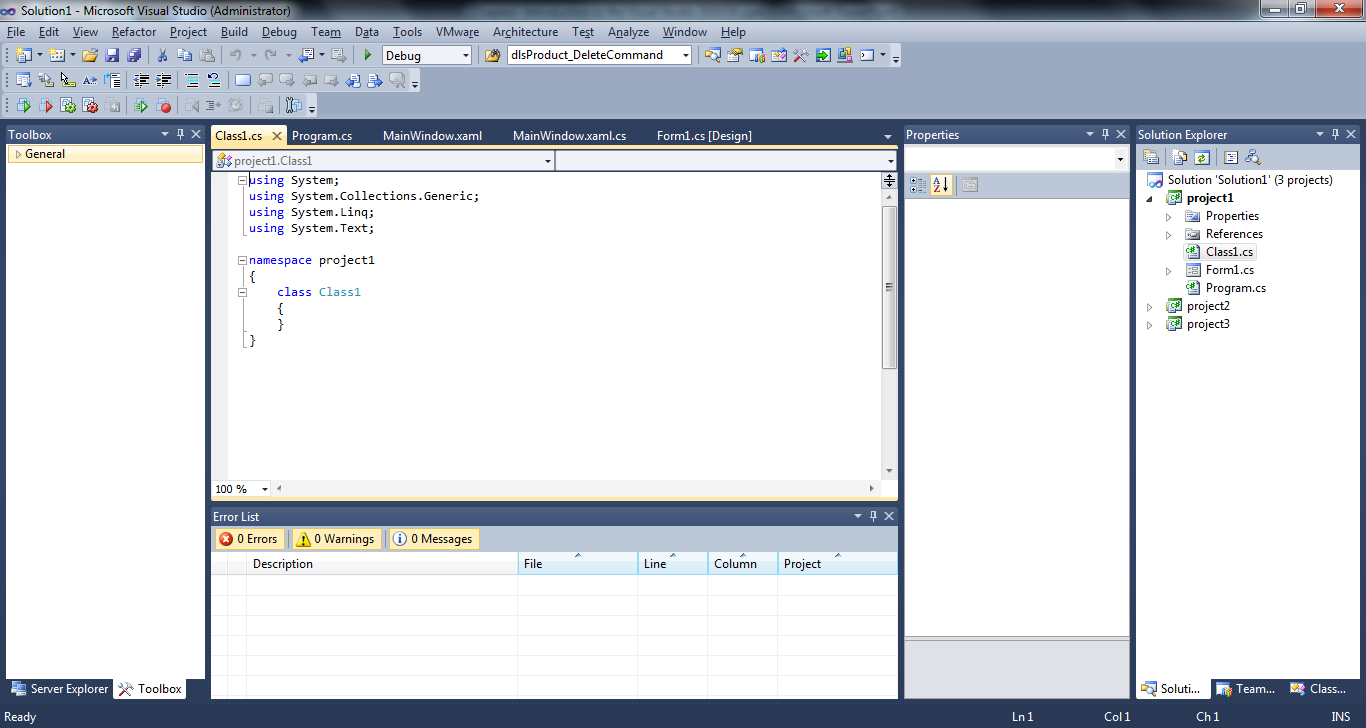 Solution1 - Microsoft Visual Studio (Administrator)
File Edit View Refactor Project Build Debug Team Data Tools VMware Architecture Test Analyze Window Help
Debug dlsProduct_DeleteCommand
Toolbox
General
Class1.cs Program.cs MainWindow.xaml MainWindow.xaml.cs Form1.cs [Design]
project1.Class1
using System;
using System.Collections.Generic;
using System.Linq;
using System.Text;
namespace project1
{
class Class1
{
}
}
100 %
Error List
0 Errors 0 Warnings 0 Messages
Description File Line Column Project
Properties
Solution Explorer
Solution 'Solution1' (3 projects)
project1
Properties
References
Class1.cs
Form1.cs
Program.cs
project2
project3
Server Explorer Toolbox
Soluti... Team... Class...
Ready Ln 1 Col 1 Ch 1 INS